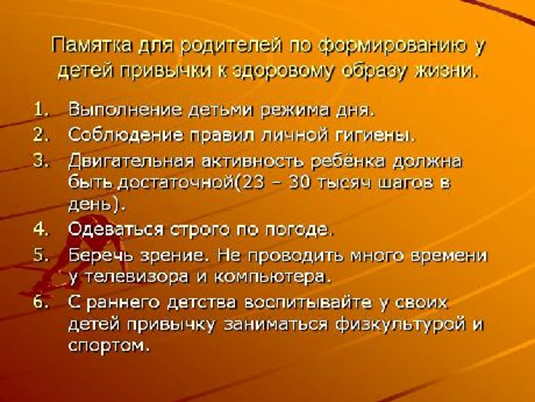 Памятка для родителей по формированию у
детей привычки к здоровому образу жизни.
1. Выполнение детьми режима дня.
2. Соблюдение правил личной гигиены.
3. Двигательная активность ребёнка должна
быть достаточной(23 – 30 тысяч шагов в
день).
4. Одеваться строго по погоде.
5. Беречь зрение. Не проводить много времени
у телевизора и компьютера.
6. С раннего детства воспитывайте у своих
детей привычку заниматься физкультурой и
спортом.